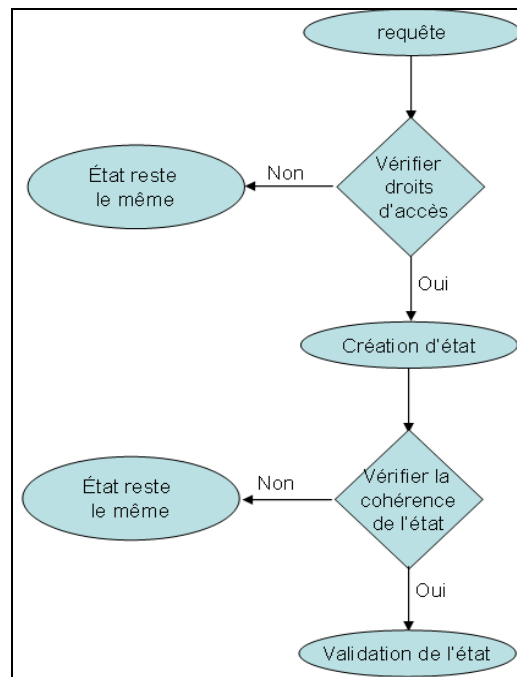 requête
Vérifier
droits
d'accès
Non
État reste
le même
Oui
Création d'état
Vérifier la
cohérence
de l'état
Non
État reste
le même
Oui
Validation de l'état